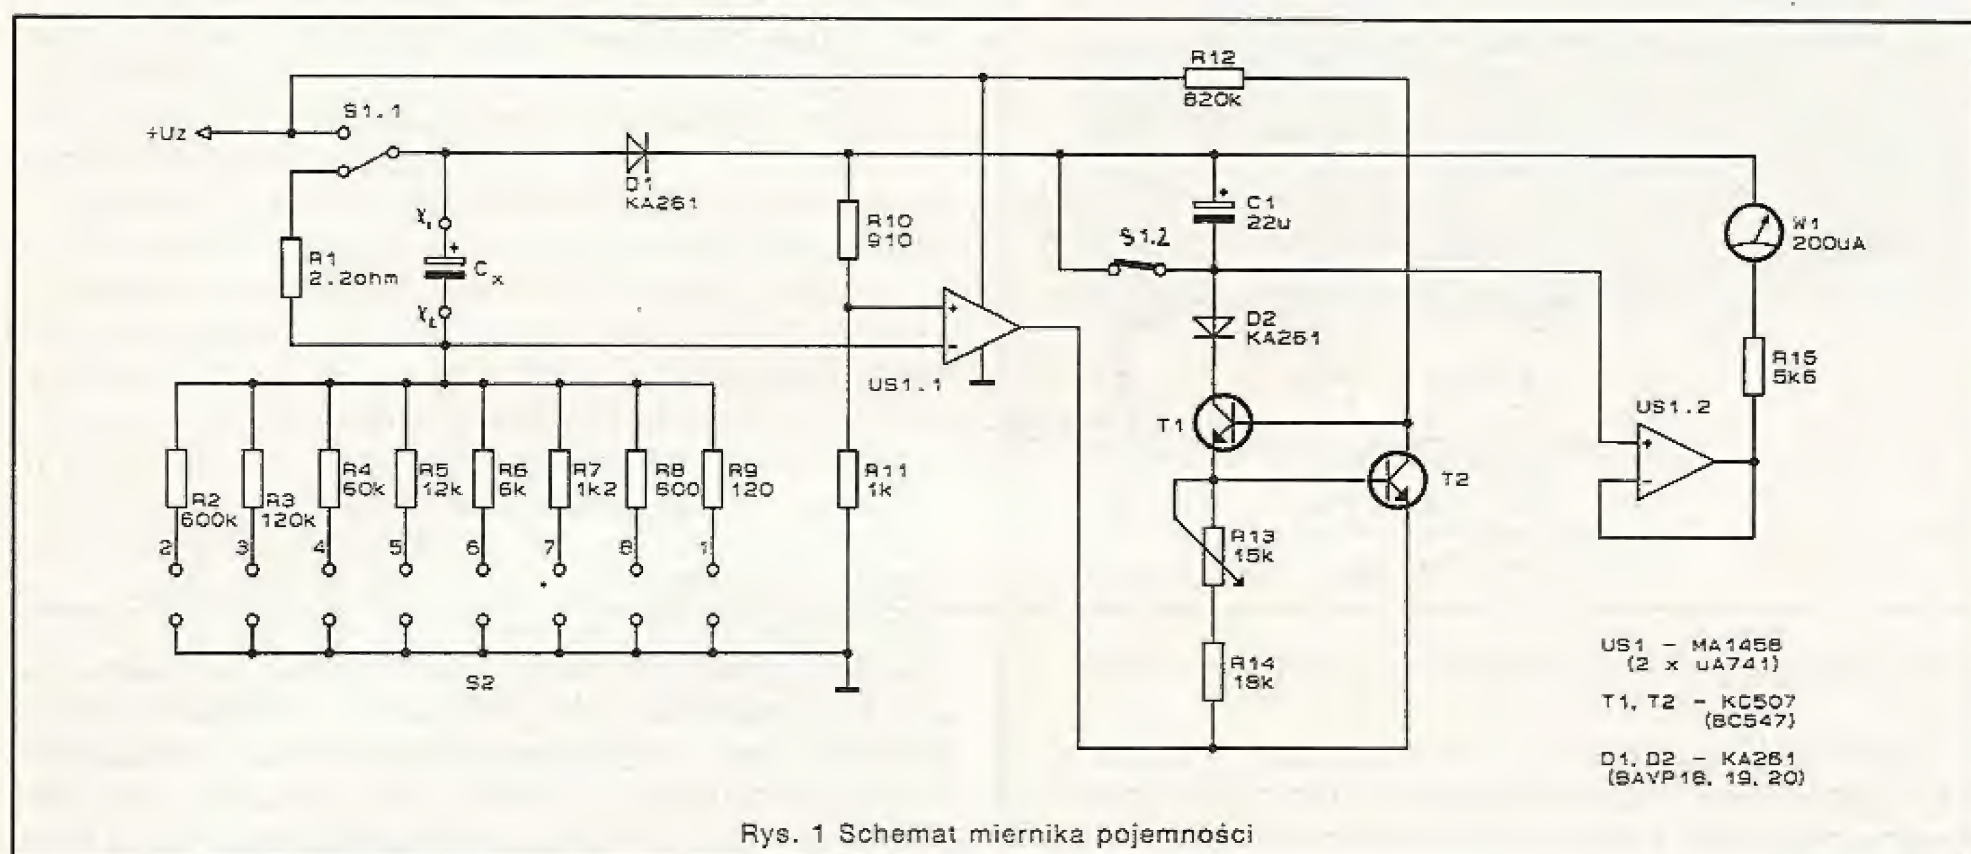 R12
820k
S1.1
+Uz
D1
KA261
R10
910
C1
22u
W1
200uA
S1.2
R1
2.2ohm
X1
Cx
X2
+
-
US1.1
D2
KA261
R15
5k6
US1.2
+
-
T1
T2
R2
600k
R3
120k
R4
60k
R5
12k
R6
6k
R7
1k2
R8
600
R9
120
R11
1k
R13
15k
R14
18k
2 3 4 5 6 7 8 1
S2
US1 - MA1458
(2 x uA741)
T1, T2 - KC507
(BC547)
D1, D2 - KA261
(BAYP18, 19, 20)
Rys. 1 Schemat miernika pojemności